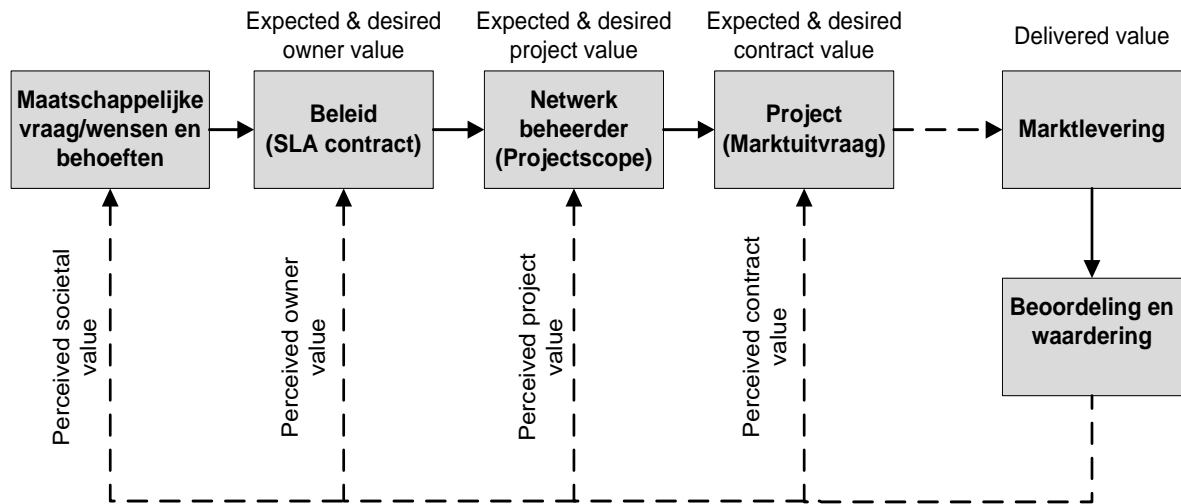 Expected & desired
owner value
Expected & desired
project value
Expected & desired
contract value
Delivered value
Maatschappelijke
vraag/wensen en
behoeften
Beleid
(SLA contract)
Netwerk
beheerder
(Projectscope)
Project
(Marktuitvraag)
Marktlevering
Perceived societal
value
Perceived owner
value
Perceived project
value
Perceived contract
value
Beoordeling en
waardering